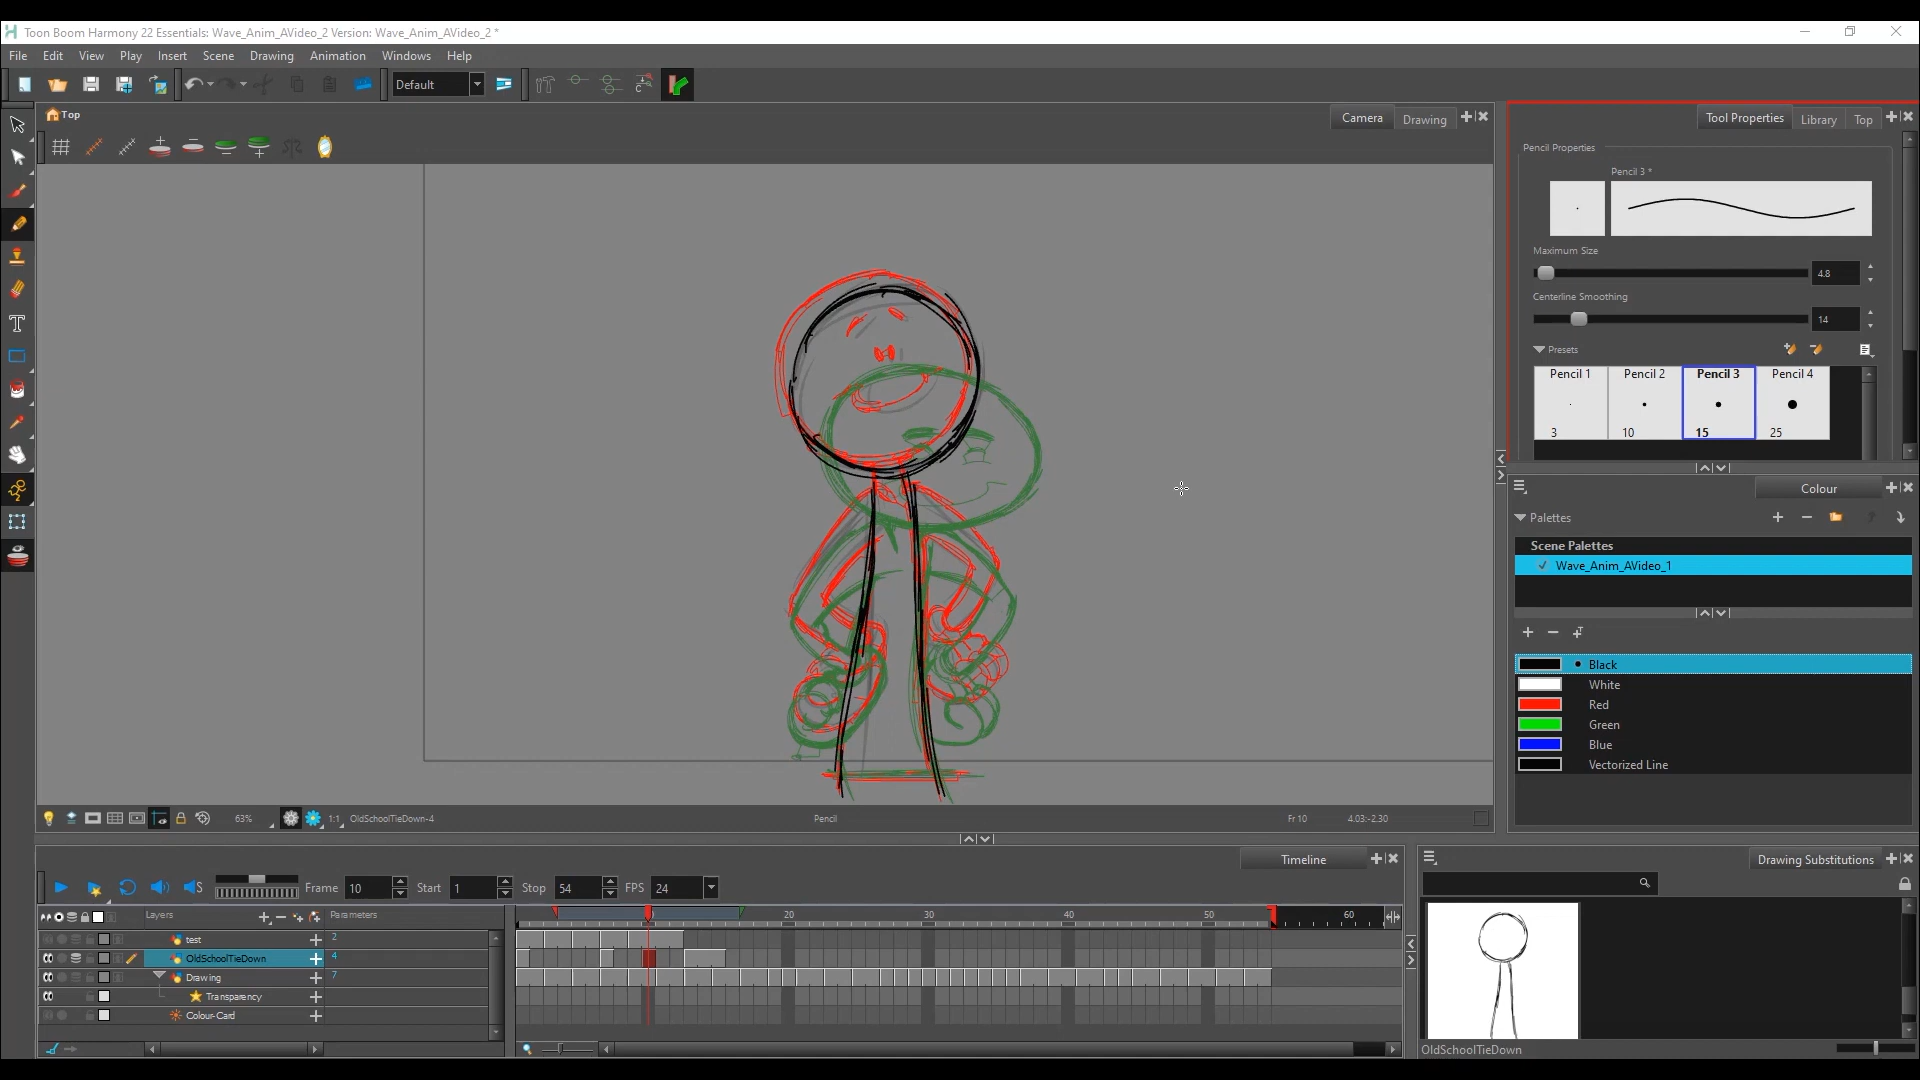 Toon Boom Harmony 22 Essentials: Wave_Anim_AVideo_2 Version: Wave_Anim_AVideo_2 *
File Edit View Play Insert Scene Drawing Animation Windows Help
Default
Top
Camera Drawing
Tool Properties Library Top
Pencil Properties
Pencil 3 *
Maximum Size
4.8
Centerline Smoothing
14
Presets
Pencil 1 Pencil 2 Pencil 3 Pencil 4
3 10 15 25
Colour
Palettes
Scene Palettes
Wave_Anim_AVideo_1
Black
White
Red
Green
Blue
Vectorized Line
63% 1:1 OldSchoolTieDown-4 Pencil Fr 10 4.03:-2.30
Timeline
Frame 10 Start 1 Stop 54 FPS 24
Layers Parameters
20 30 40 50 60
test 2
OldSchoolTieDown 4
Drawing 7
Transparency
Colour-Card
Drawing Substitutions
OldSchoolTieDown